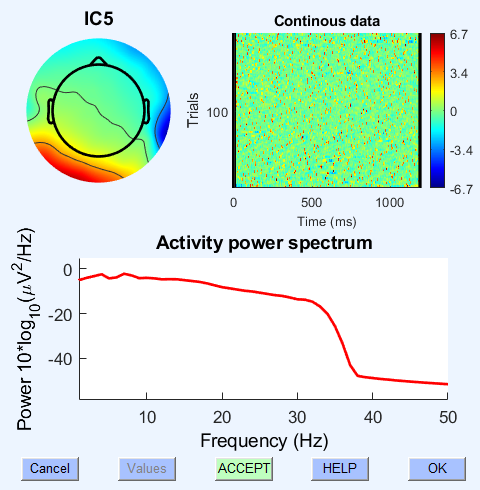 IC5
Continous data
Trials
100
0
500
1000
Time (ms)
6.7
3.4
0
-3.4
-6.7
Activity power spectrum
Power 10*log10(μV2/Hz)
0
-20
-40
10
20
30
40
50
Frequency (Hz)
Cancel
Values
ACCEPT
HELP
OK